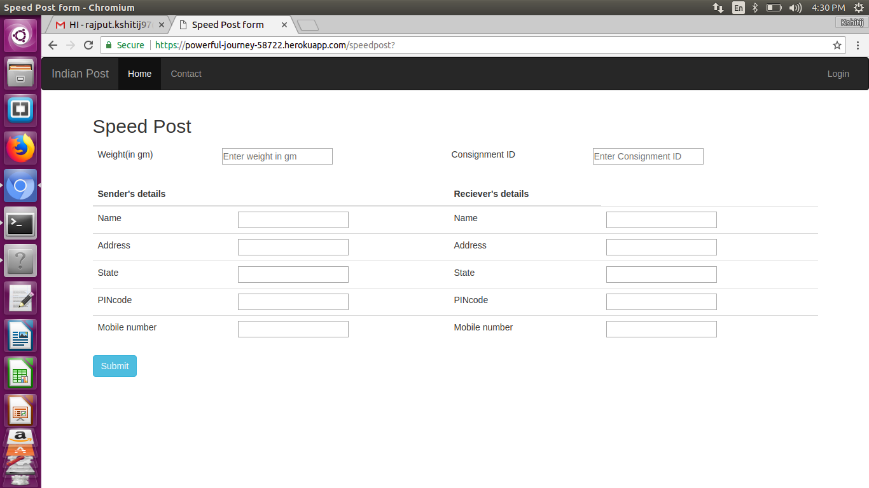 Speed Post form - Chromium
En
4:30 PM
HI - rajput.kshitij97
Speed Post form
Kshitij
Secure
https://powerful-journey-58722.herokuapp.com/speedpost?
Indian Post
Home
Contact
Login
Speed Post
Weight(in gm)
Enter weight in gm
Consignment ID
Enter Consignment ID
Sender's details
Reciever's details
Name
Name
Address
Address
State
State
PINcode
PINcode
Mobile number
Mobile number
Submit